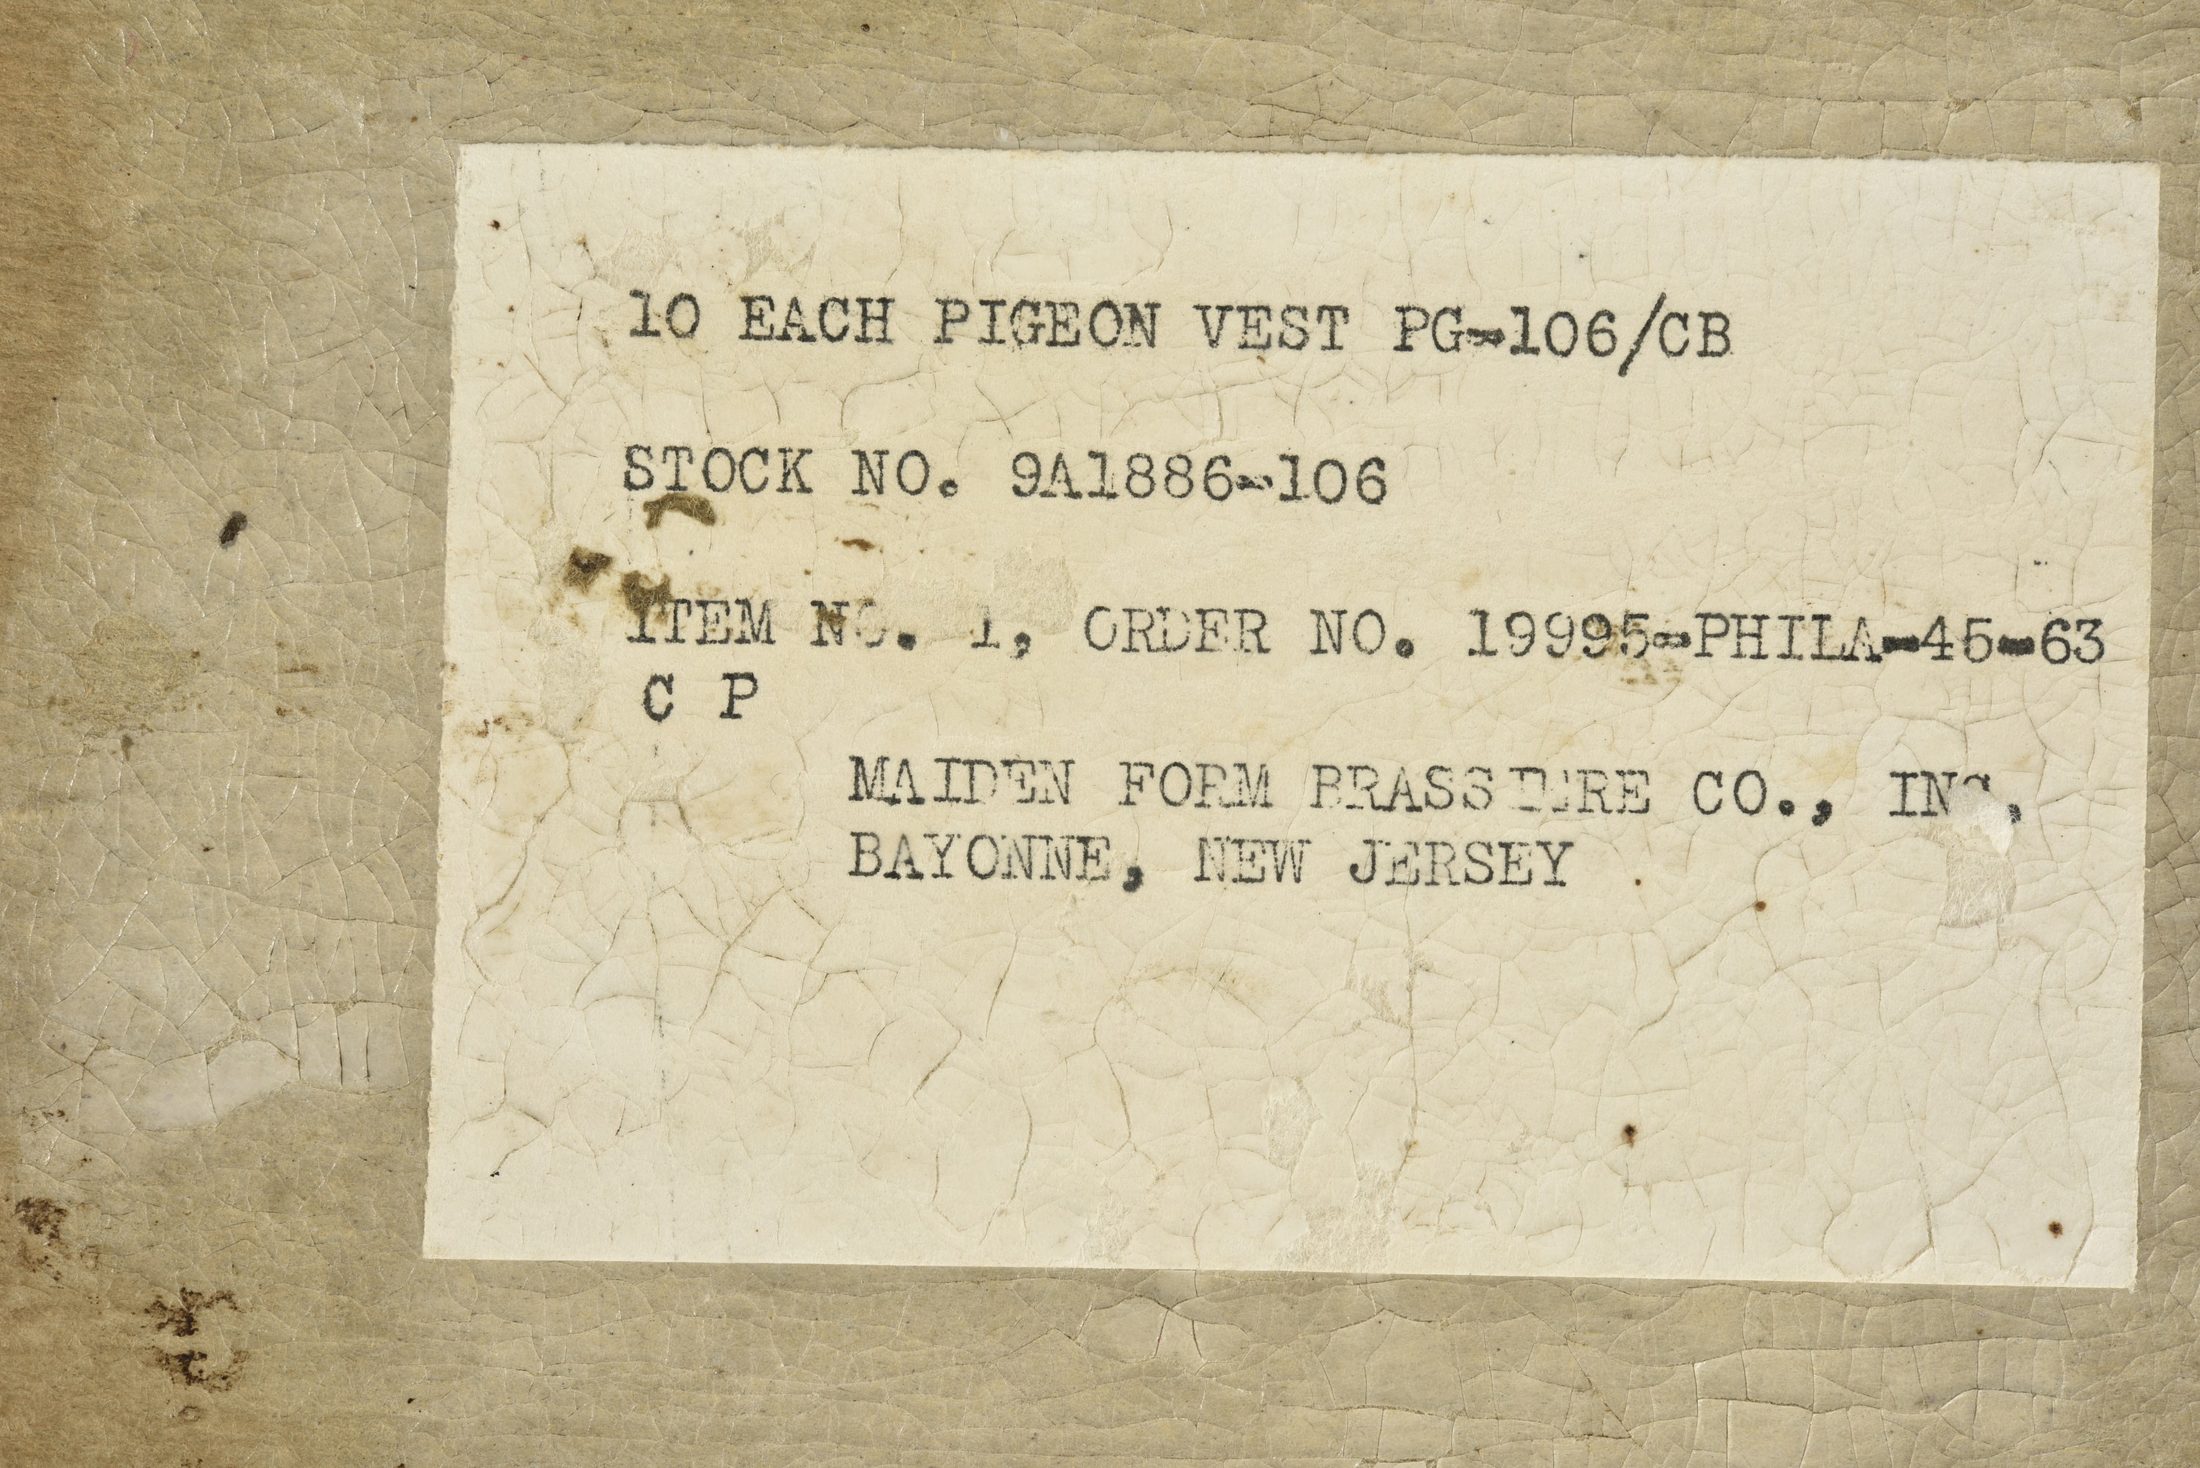 10 EACH PIGEON VEST PG-106/CB
STOCK NO. 9A1886-106
ITEM NO. 1, ORDER NO. 19995-PHILA-45-63
C P
MAIDEN FORM BRASSIERE CO., INC.
BAYONNE, NEW JERSEY